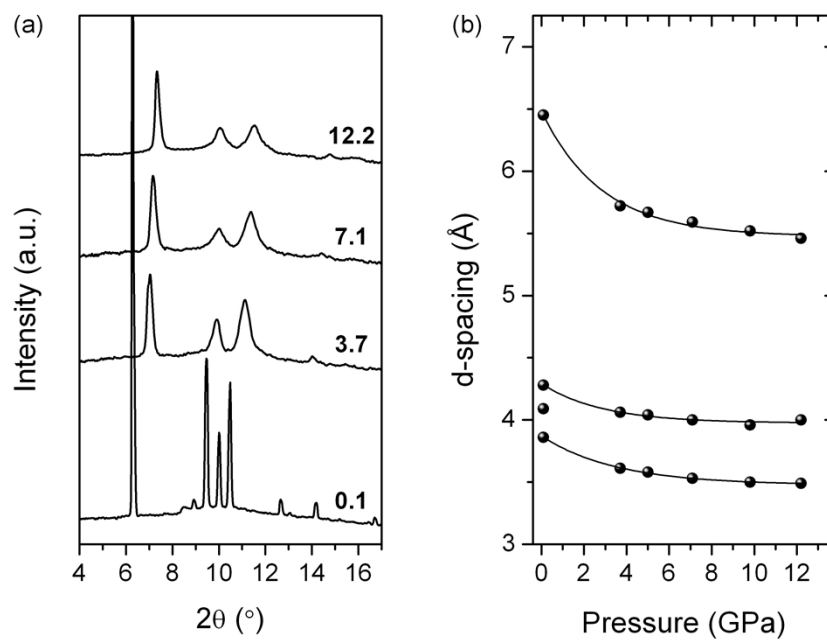 (a)
12.2
7.1
3.7
0.1
Intensity (a.u.)
4 6 8 10 12 14 16
2θ (°)
(b)
7
6
5
4
3
d-spacing (Å)
0 2 4 6 8 10 12
Pressure (GPa)